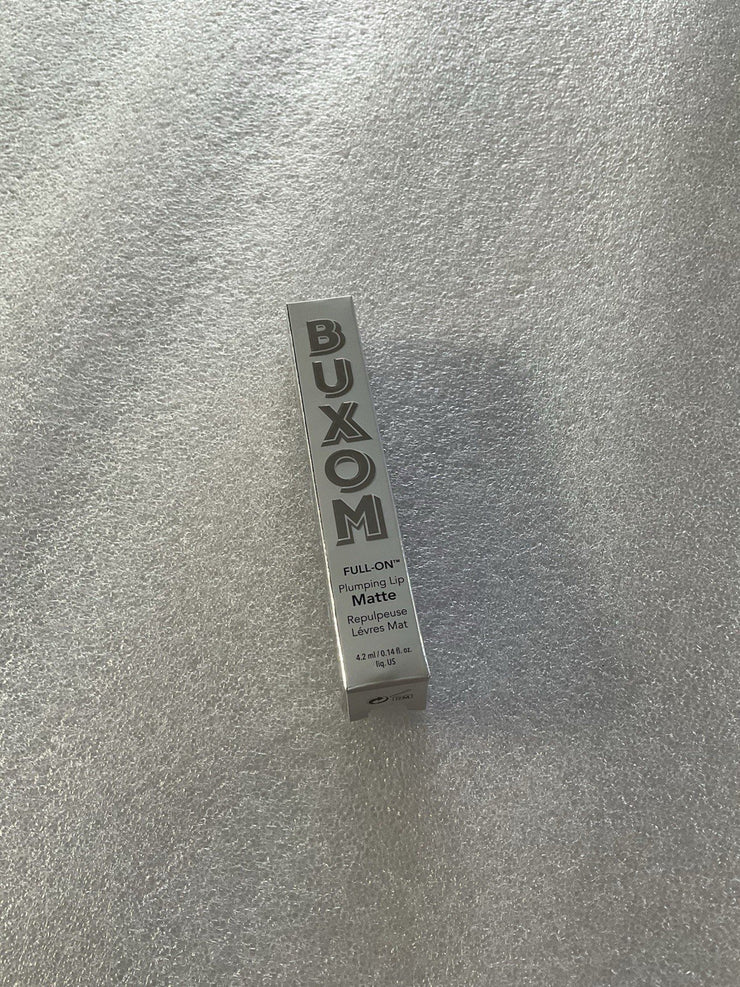 BUXOM
FULL-ON™
Plumping Lip
Matte
Repulpeuse
Lévres Mat
4.2 ml / 0.14 fl. oz.
liq. US